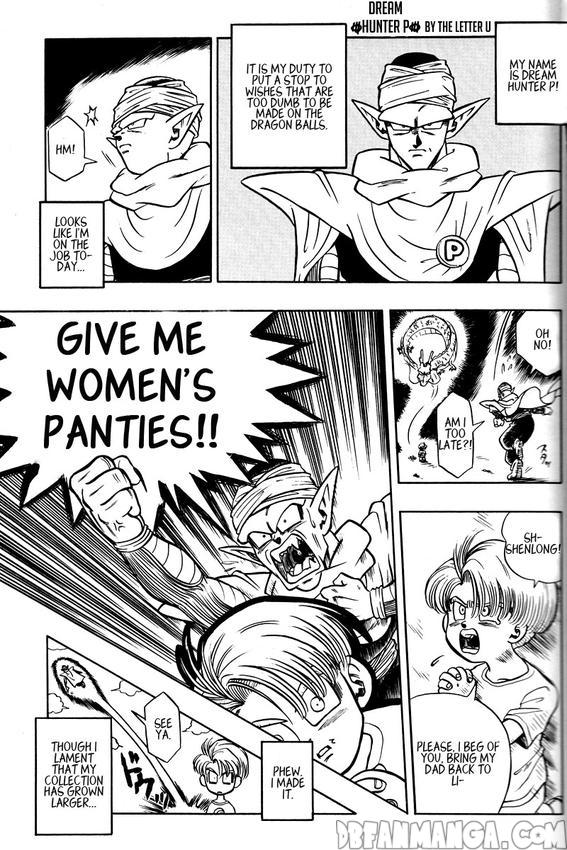 DREAM
HUNTER P BY THE LETTER U
MY NAME
IS DREAM
HUNTER P!
IT IS MY DUTY TO
PUT A STOP TO
WISHES THAT ARE
TOO DUMB TO BE
MADE ON THE
DRAGON BALLS.
P
HM!
LOOKS
LIKE I'M
ON THE
JOB TO-
DAY...
OH
NO!
AM I
TOO
LATE?!
SH-
SHENLONG!
PLEASE, I BEG OF
YOU, BRING MY
DAD BACK TO
LI-
GIVE ME
WOMEN'S
PANTIES!!
PHEW.
I MADE
IT.
SEE
YA.
THOUGH I
LAMENT
THAT MY
COLLECTION
HAS GROWN
LARGER...
DBFANMANGA.COM